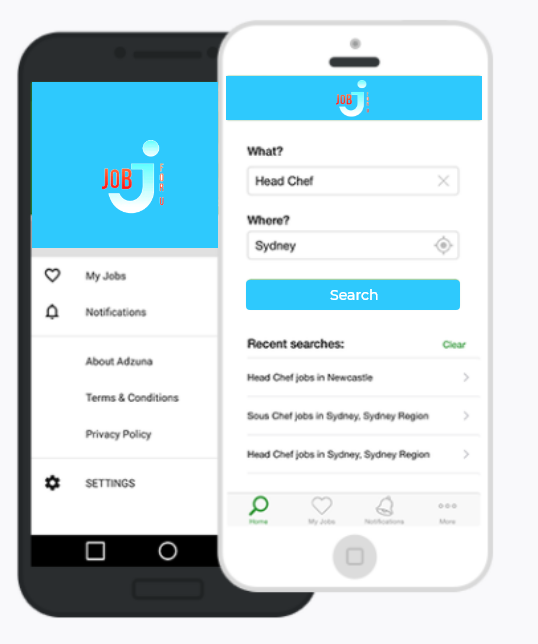 JOB
FORD
My Jobs
Notifications
About Adzuna
Terms & Conditions
Privacy Policy
SETTINGS
JOB
What?
Head Chef
Where?
Sydney
Search
Recent searches:
Clear
Head Chef jobs in Newcastle
Sous Chef jobs in Sydney, Sydney Region
Head Chef jobs in Sydney, Sydney Region
Home
My Jobs
Notifications
More